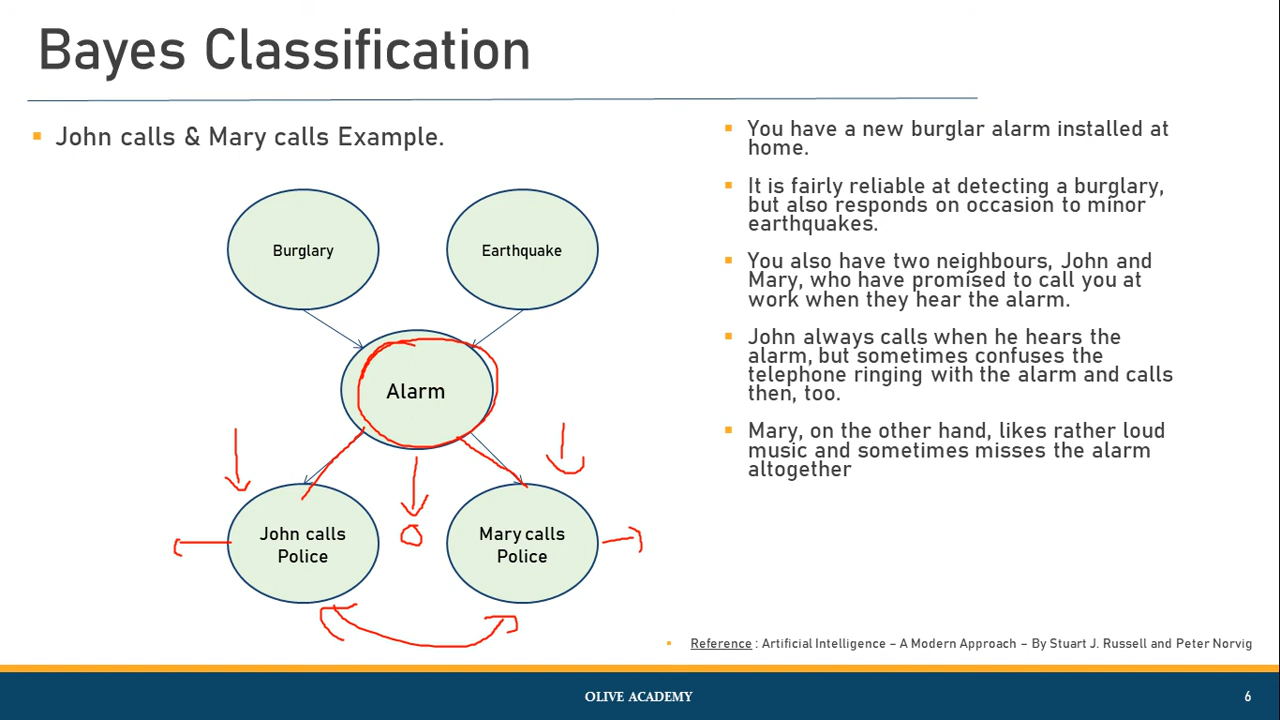 Bayes Classification
▪ John calls & Mary calls Example.
Burglary
Earthquake
Alarm
John calls
Police
Mary calls
Police
▪ You have a new burglar alarm installed at
home.
▪ It is fairly reliable at detecting a burglary,
but also responds on occasion to minor
earthquakes.
▪ You also have two neighbours, John and
Mary, who have promised to call you at
work when they hear the alarm.
▪ John always calls when he hears the
alarm, but sometimes confuses the
telephone ringing with the alarm and calls
then, too.
▪ Mary, on the other hand, likes rather loud
music and sometimes misses the alarm
altogether
▪ Reference : Artificial Intelligence – A Modern Approach – By Stuart J. Russell and Peter Norvig
OLIVE ACADEMY
6